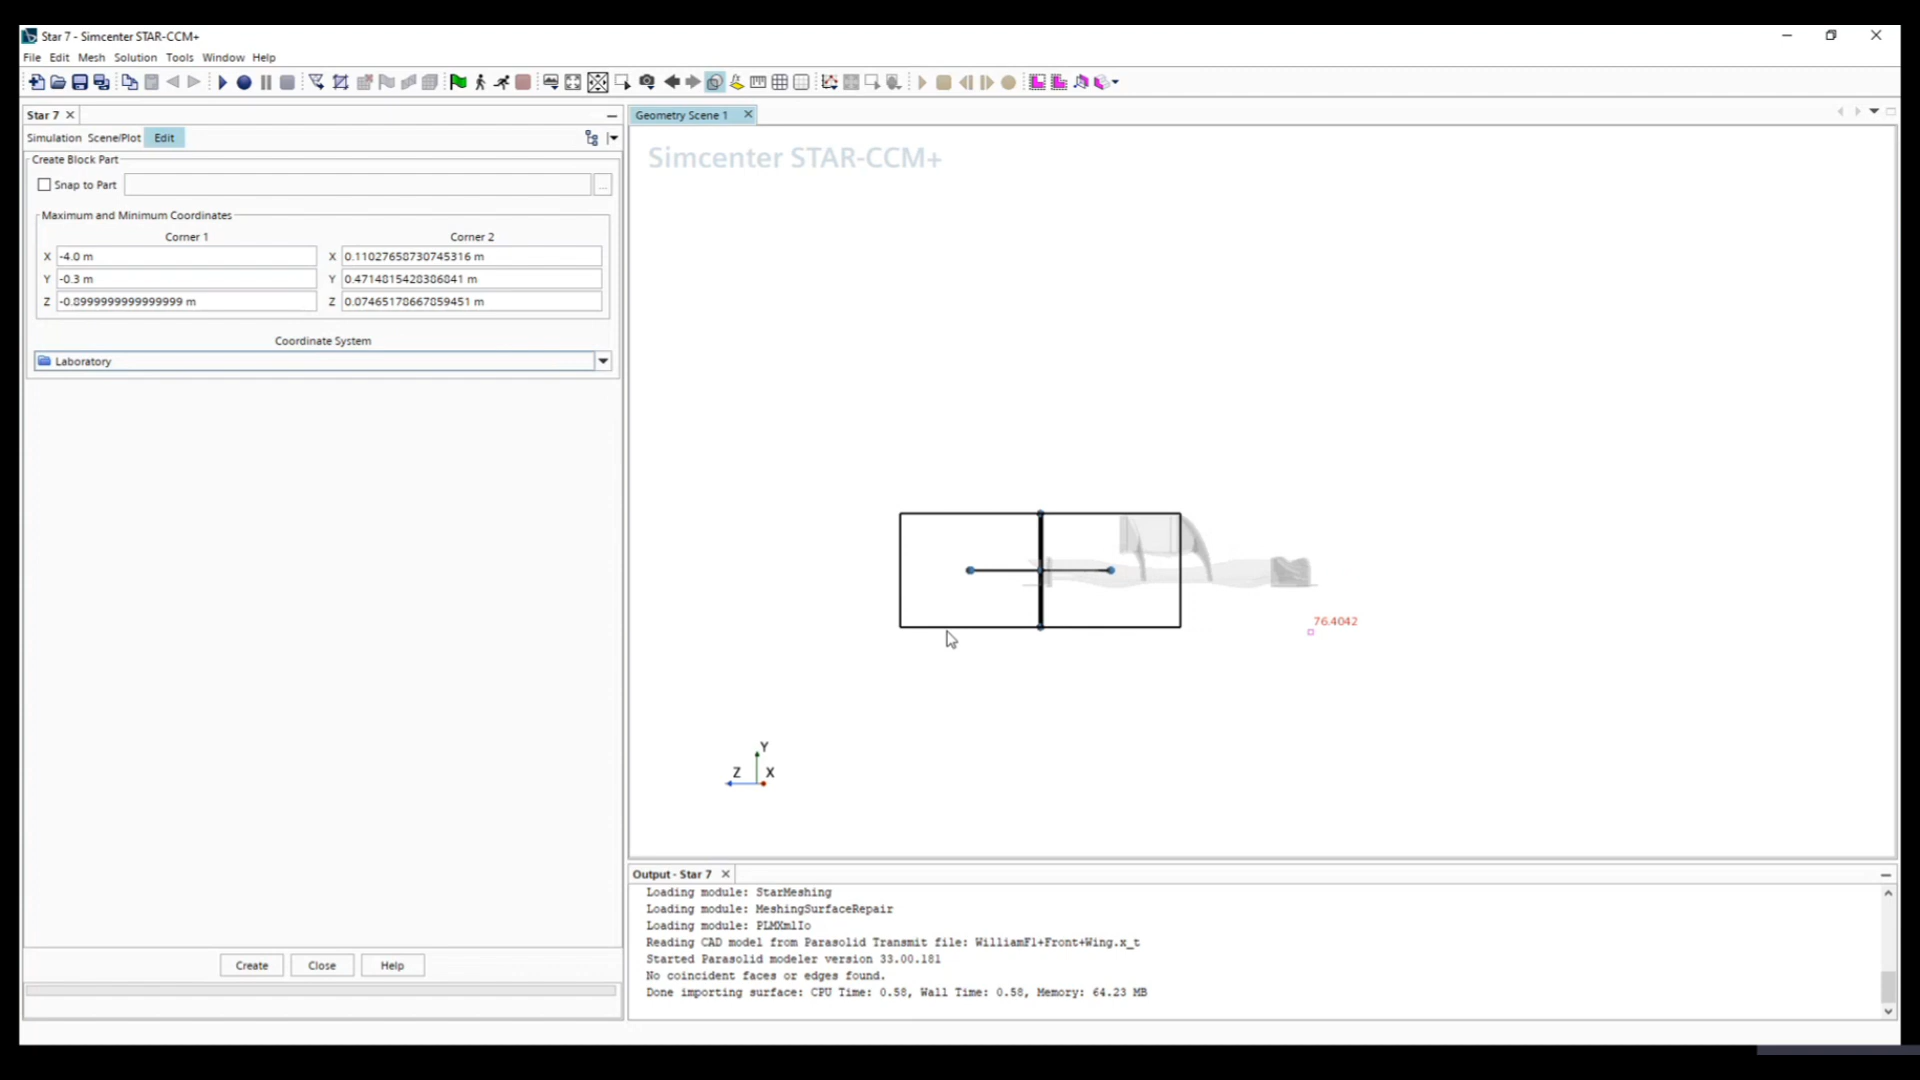 Star 7 - Simcenter STAR-CCM+
File Edit Mesh Solution Tools Window Help
Star 7
Simulation Scene/Plot Edit
Create Block Part
Snap to Part
...
Maximum and Minimum Coordinates
Corner 1 Corner 2
X -4.0 m X 0.11027658730745316 m
Y -0.3 m Y 0.4714815428386841 m
Z -0.8999999999999999 m Z 0.07465178667859451 m
Coordinate System
Laboratory
Create Close Help
Geometry Scene 1
Simcenter STAR-CCM+
76.4042
Y
Z X
Output - Star 7
Loading module: StarMeshing
Loading module: MeshingSurfaceRepair
Loading module: PLMXmlIo
Reading CAD model from Parasolid Transmit file: WilliamF1+Front+Wing.x_t
Started Parasolid modeler version 33.00.181
No coincident faces or edges found.
Done importing surface: CPU Time: 0.58, Wall Time: 0.58, Memory: 64.23 MB